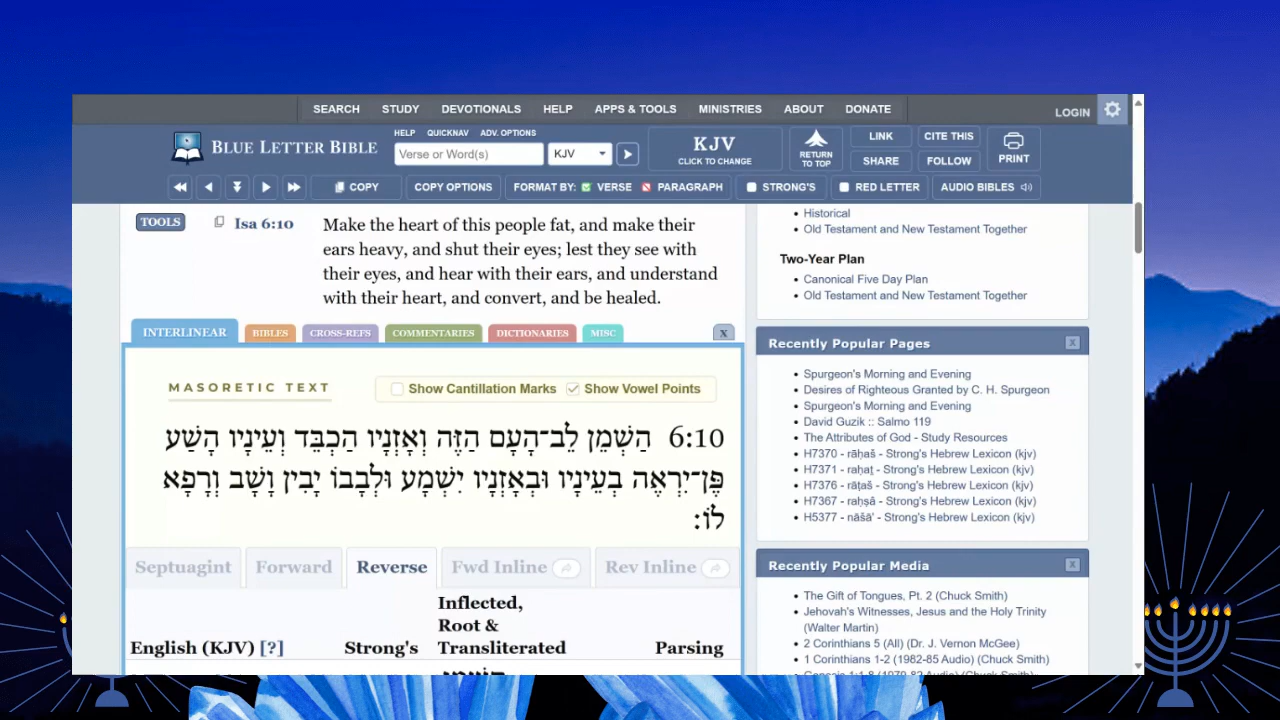 SEARCH STUDY DEVOTIONALS HELP APPS & TOOLS MINISTRIES ABOUT DONATE LOGIN
HELP QUICKNAV ADV. OPTIONS
BLUE LETTER BIBLE
Verse or Word(s) KJV
KJV
CLICK TO CHANGE
RETURN
TO TOP
LINK CITE THIS
SHARE FOLLOW
PRINT
COPY COPY OPTIONS FORMAT BY: VERSE PARAGRAPH STRONG'S RED LETTER AUDIO BIBLES
TOOLS Isa 6:10 Make the heart of this people fat, and make their
ears heavy, and shut their eyes; lest they see with
their eyes, and hear with their ears, and understand
with their heart, and convert, and be healed.
INTERLINEAR BIBLES CROSS-REFS COMMENTARIES DICTIONARIES MISC X
MASORETIC TEXT Show Cantillation Marks Show Vowel Points
6:10 הַשְׁמֵן לֵב־הָעָם הַזֶּה וְאָזְנָיו הַכְבֵּד וְעֵינָיו הָשַׁע
פֶּן־יִרְאֶה בְעֵינָיו וּבְאָזְנָיו יִשְׁמָע וּלְבָבוֹ יָבִין וָשָׁב וְרָפָא
לוֹ׃
Septuagint Forward Reverse Fwd Inline Rev Inline
English (KJV) [?] Strong's Inflected,
Root &
Transliterated Parsing
Historical
Old Testament and New Testament Together
Two-Year Plan
Canonical Five Day Plan
Old Testament and New Testament Together
Recently Popular Pages X
Spurgeon's Morning and Evening
Desires of Righteous Granted by C. H. Spurgeon
Spurgeon's Morning and Evening
David Guzik :: Salmo 119
The Attributes of God - Study Resources
H7370 - rāḥaš - Strong's Hebrew Lexicon (kjv)
H7371 - raḥaṯ - Strong's Hebrew Lexicon (kjv)
H7376 - rāṭaš - Strong's Hebrew Lexicon (kjv)
H7367 - raḥṣâ - Strong's Hebrew Lexicon (kjv)
H5377 - nāšā' - Strong's Hebrew Lexicon (kjv)
Recently Popular Media X
The Gift of Tongues, Pt. 2 (Chuck Smith)
Jehovah's Witnesses, Jesus and the Holy Trinity
(Walter Martin)
2 Corinthians 5 (All) (Dr. J. Vernon McGee)
1 Corinthians 1-2 (1982-85 Audio) (Chuck Smith)